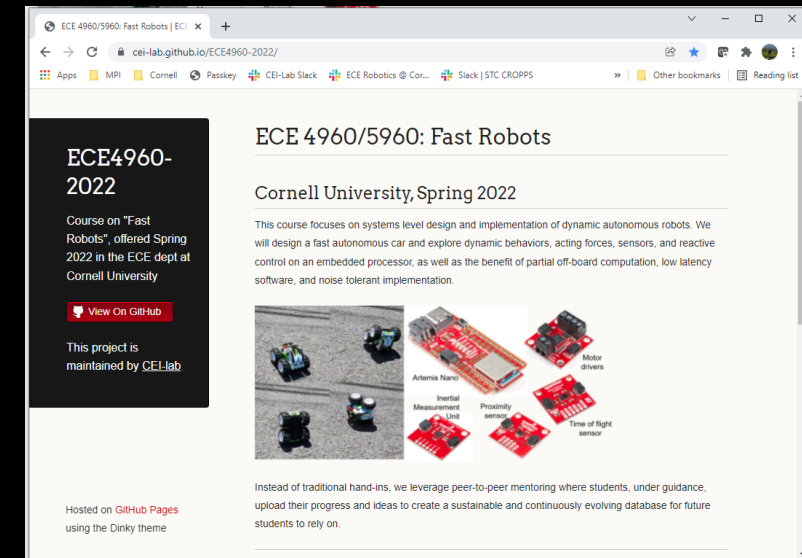 ECE 4960/5960: Fast Robots | ECE
cei-lab.github.io/ECE4960-2022/
Apps MPI Cornell Passkey CEI-Lab Slack ECE Robotics @ Cor... Slack | STC CROPPS » Other bookmarks Reading list
ECE4960-
2022
Course on "Fast
Robots", offered Spring
2022 in the ECE dept at
Cornell University
View On GitHub
This project is
maintained by CEI-lab
Hosted on GitHub Pages
using the Dinky theme
ECE 4960/5960: Fast Robots
Cornell University, Spring 2022
This course focuses on systems level design and implementation of dynamic autonomous robots. We
will design a fast autonomous car and explore dynamic behaviors, acting forces, sensors, and reactive
control on an embedded processor, as well as the benefit of partial off-board computation, low latency
software, and noise tolerant implementation.
Artemis Nano
Motor
drivers
Inertial
Measurement
Unit
Proximity
sensor
Time of flight
sensor
Instead of traditional hand-ins, we leverage peer-to-peer mentoring where students, under guidance,
upload their progress and ideas to create a sustainable and continuously evolving database for future
students to rely on.